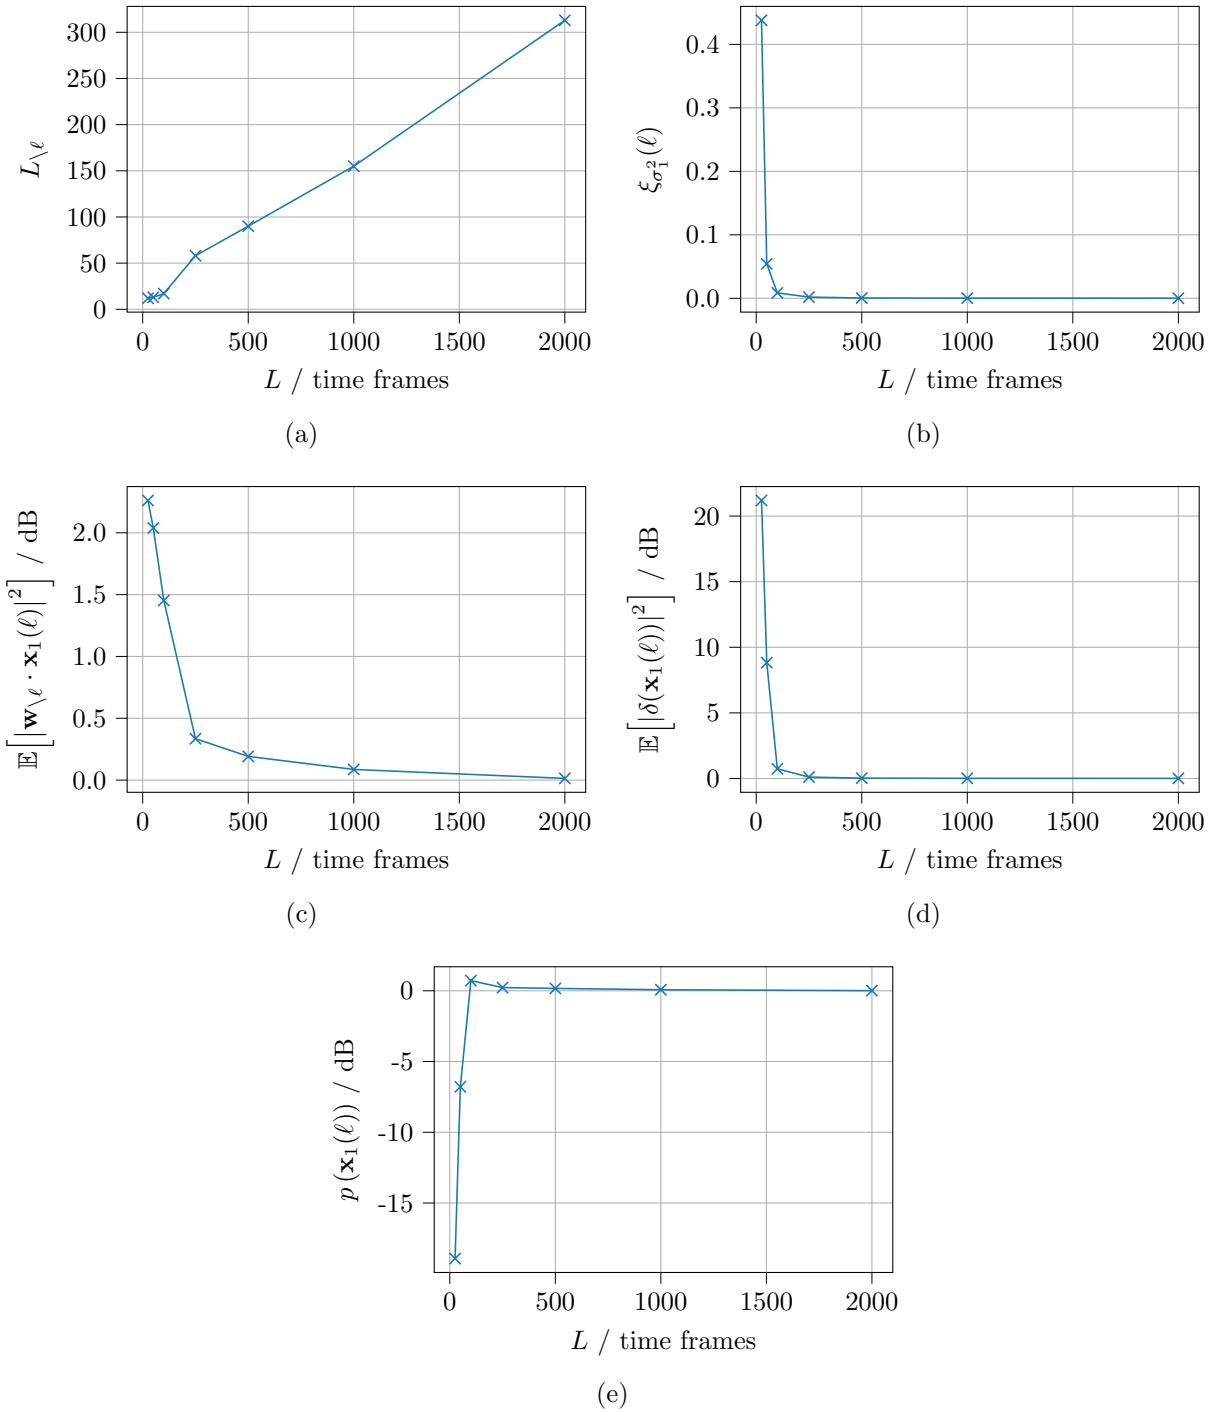 300
250
200
150
100
50
0
L\ℓ
0 500 1000 1500 2000
L / time frames
(a)
0.4
0.3
0.2
0.1
0.0
ξσ₁²(ℓ)
0 500 1000 1500 2000
L / time frames
(b)
2.0
1.5
1.0
0.5
0.0
𝔼[|w\ℓ · x₁(ℓ)|²] / dB
0 500 1000 1500 2000
L / time frames
(c)
20
15
10
5
0
𝔼[|δ(x₁(ℓ))|²] / dB
0 500 1000 1500 2000
L / time frames
(d)
0
-5
-10
-15
p(x₁(ℓ)) / dB
0 500 1000 1500 2000
L / time frames
(e)